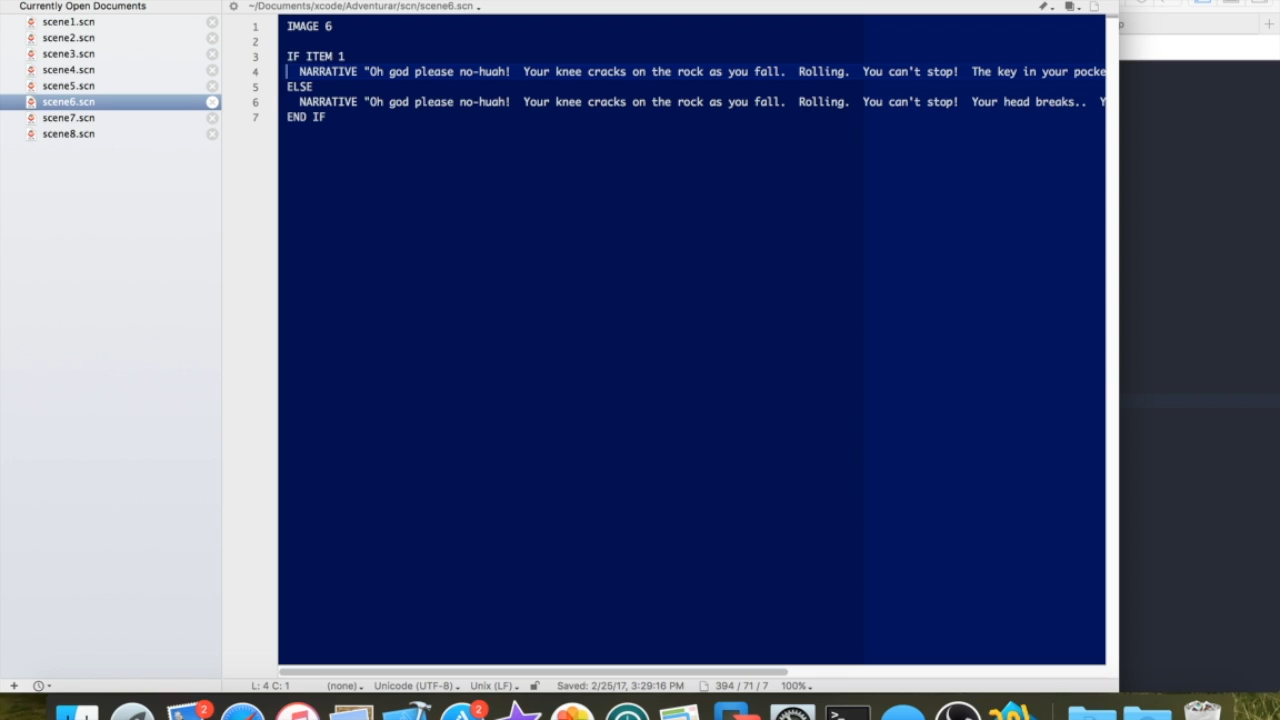 Currently Open Documents
~/Documents/xcode/Adventurar/scn/scene6.scn
scene1.scn
scene2.scn
scene3.scn
scene4.scn
scene5.scn
scene6.scn
scene7.scn
scene8.scn
1 IMAGE 6
2
3 IF ITEM 1
4 NARRATIVE "Oh god please no-huah! Your knee cracks on the rock as you fall. Rolling. You can't stop! The key in your pocke
5 ELSE
6 NARRATIVE "Oh god please no-huah! Your knee cracks on the rock as you fall. Rolling. You can't stop! Your head breaks.. Y
7 END IF
L: 4 C: 1 (none) Unicode (UTF-8) Unix (LF) Saved: 2/25/17, 3:29:16 PM 394 / 71 / 7 100%
2
2